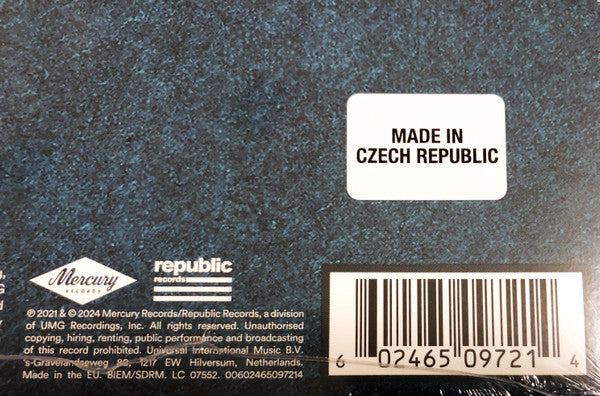 MADE IN
CZECH REPUBLIC
Mercury
RECORDS
republic
records
℗ 2021 & © 2024 Mercury Records/Republic Records, a division
of UMG Recordings, Inc. All rights reserved. Unauthorised
copying, hiring, renting, public performance and broadcasting
of this record prohibited. Universal International Music B.V.
's-Gravelandseweg 80, 1217 EW Hilversum, Netherlands.
Made in the EU. BIEM/SDRM. LC 07552. 00602465097214
6 02465 09721 4